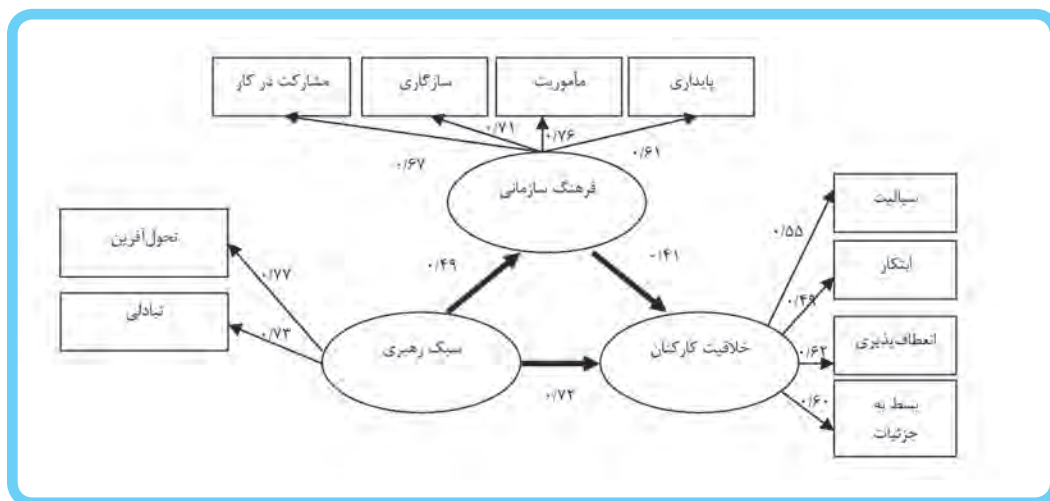 پایداری
مأموریت
سازگاری
مشارکت در کار
۰/۶۱
۰/۷۶
۰/۷۱
۰/۶۷
فرهنگ سازمانی
سیالیت
ابتکار
انعطاف‌پذیری
بسط به
جزئیات
۰/۵۵
۰/۴۹
۰/۶۲
۰/۶۰
۰/۴۱
۰/۴۹
تحول‌آفرین
تبادلی
۰/۷۷
۰/۷۳
خلاقیت کارکنان
سبک رهبری
۰/۷۲